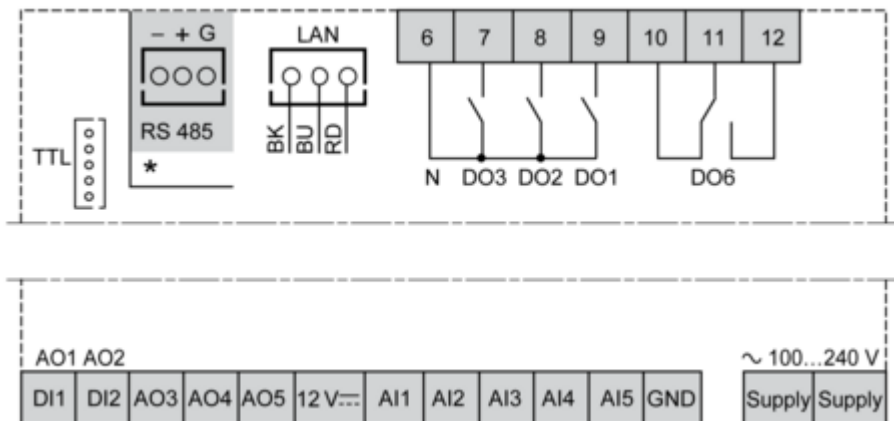 − + G LAN 6 7 8 9 10 11 12
RS 485 BK BU RD
TTL
*
N DO3 DO2 DO1 DO6
AO1 AO2 ~ 100...240 V
DI1 DI2 AO3 AO4 AO5 12 V⎓ AI1 AI2 AI3 AI4 AI5 GND Supply Supply